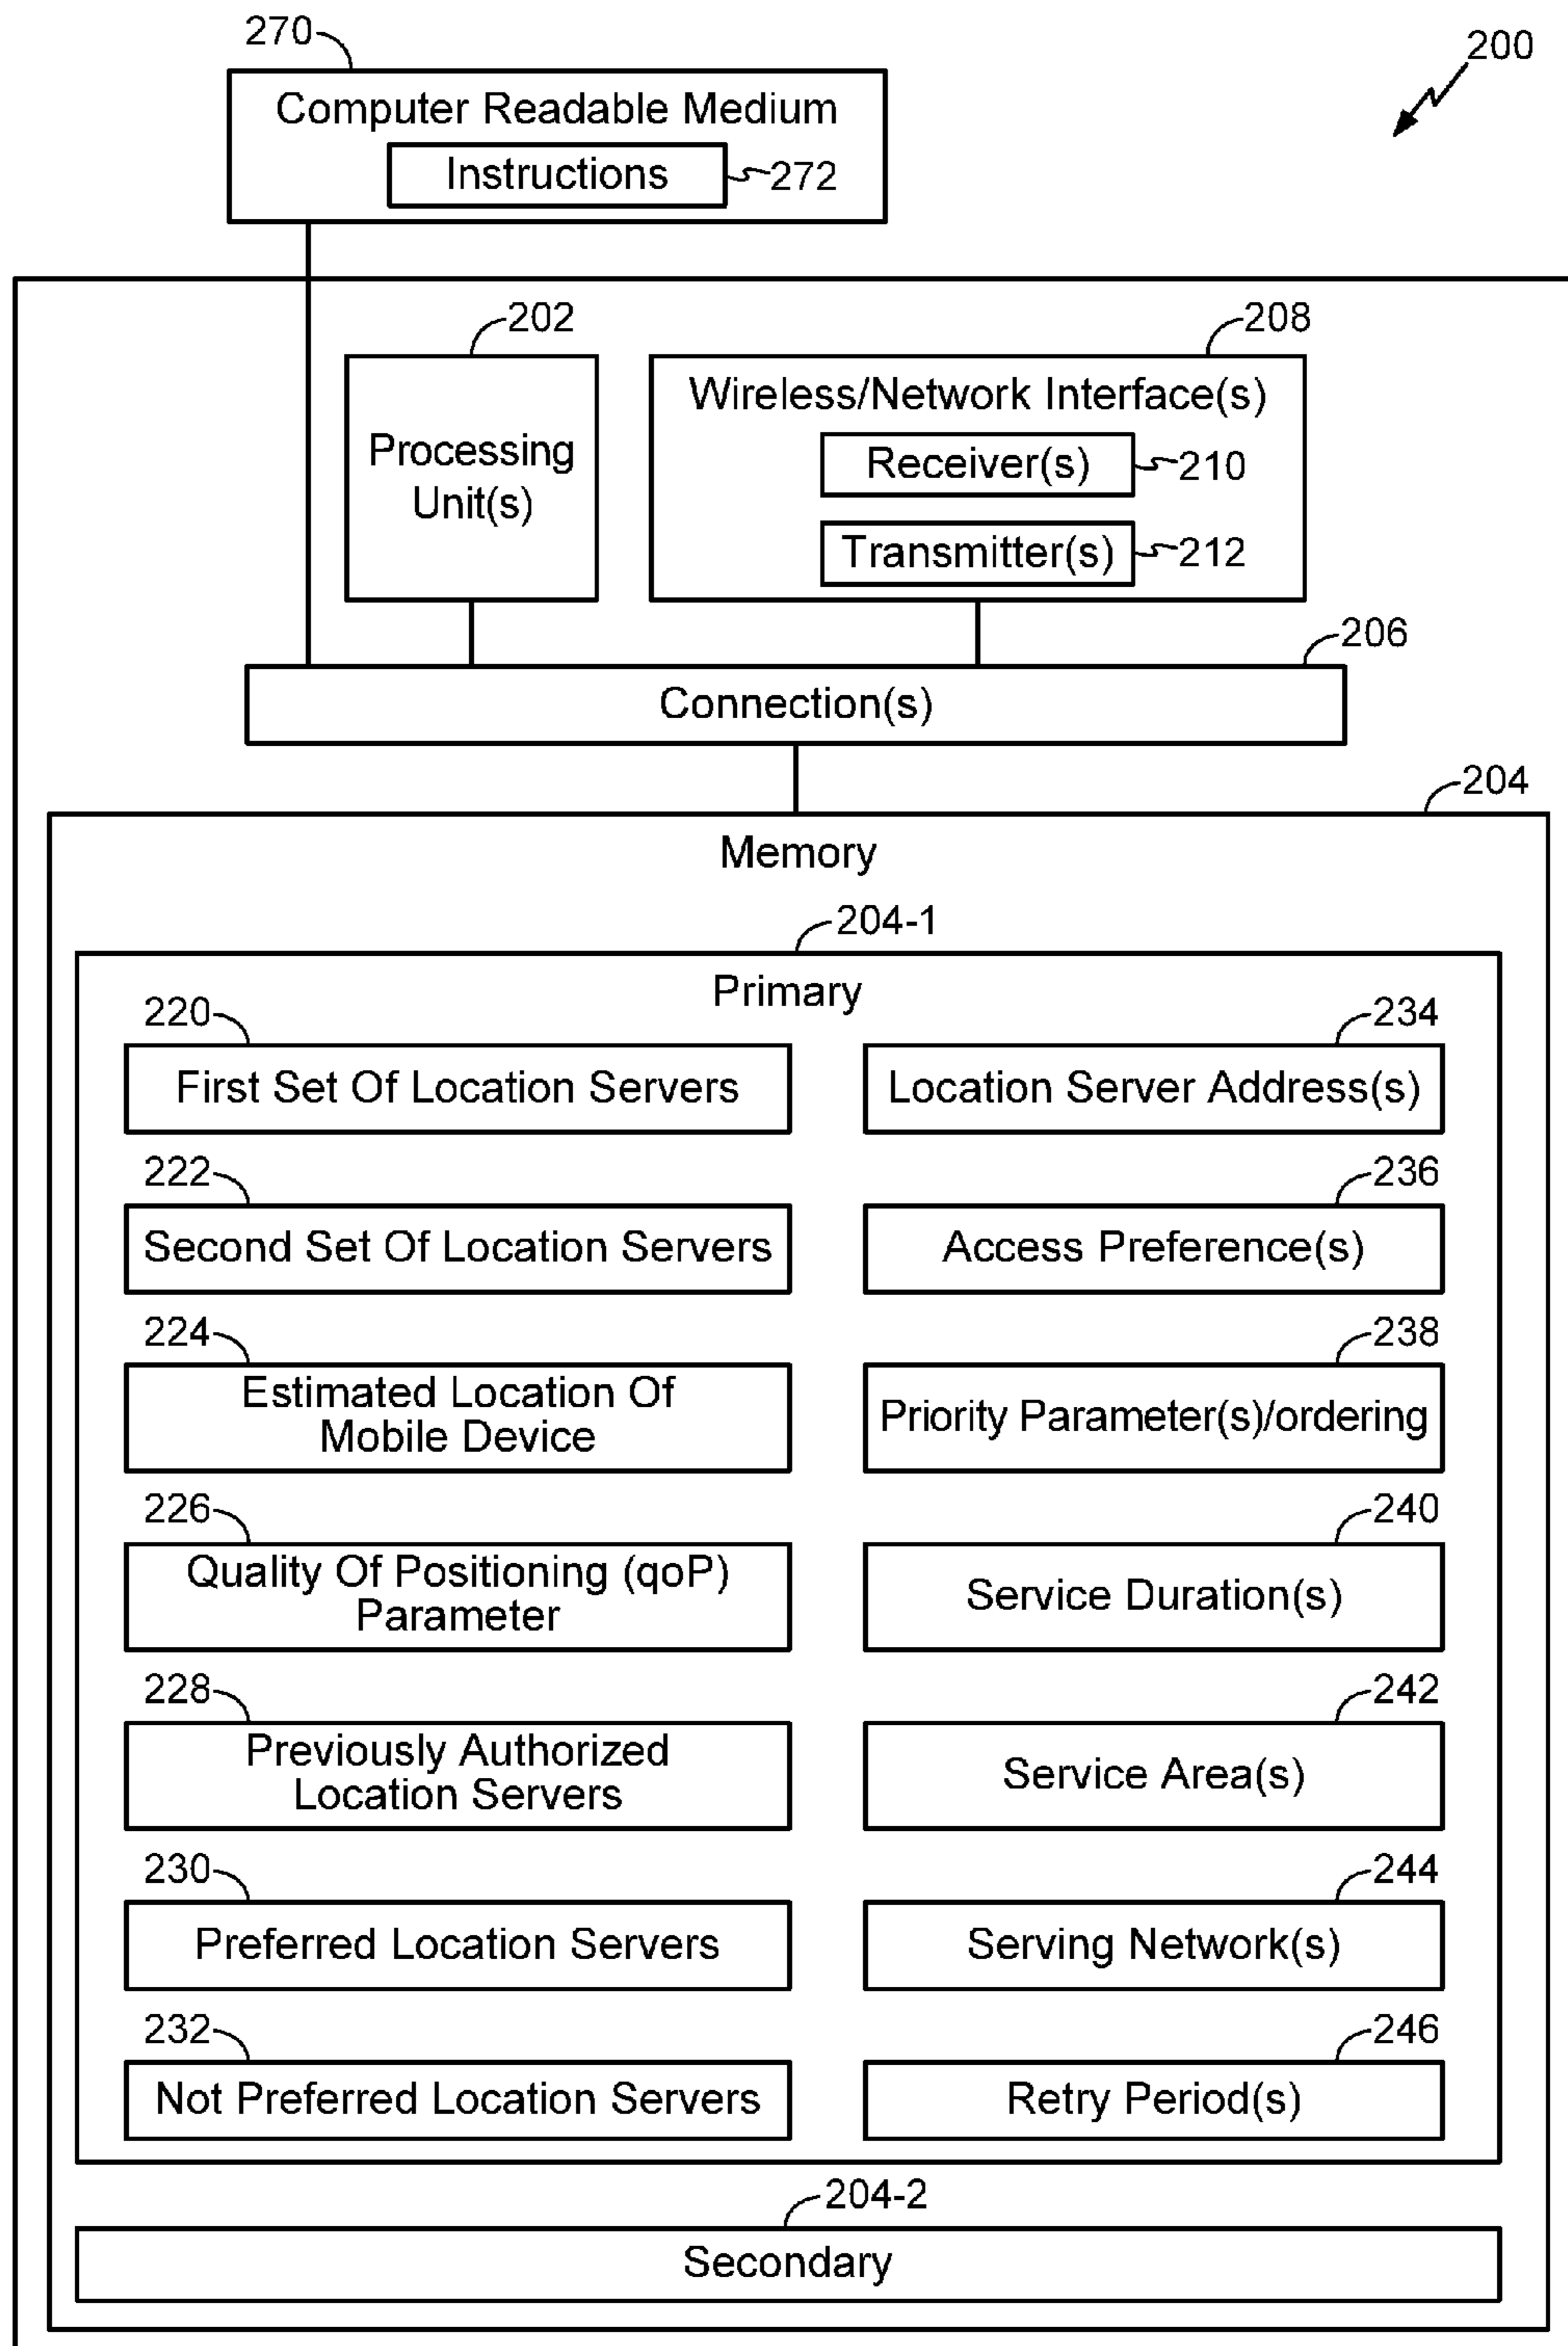 270
200
Computer Readable Medium
Instructions
272
202
208
Processing
Unit(s)
Wireless/Network Interface(s)
Receiver(s)
210
Transmitter(s)
212
206
Connection(s)
204
Memory
204-1
Primary
220
234
First Set Of Location Servers
Location Server Address(s)
222
236
Second Set Of Location Servers
Access Preference(s)
224
238
Estimated Location Of
Mobile Device
Priority Parameter(s)/ordering
226
240
Quality Of Positioning (qoP)
Parameter
Service Duration(s)
228
242
Previously Authorized
Location Servers
Service Area(s)
230
244
Preferred Location Servers
Serving Network(s)
232
246
Not Preferred Location Servers
Retry Period(s)
204-2
Secondary